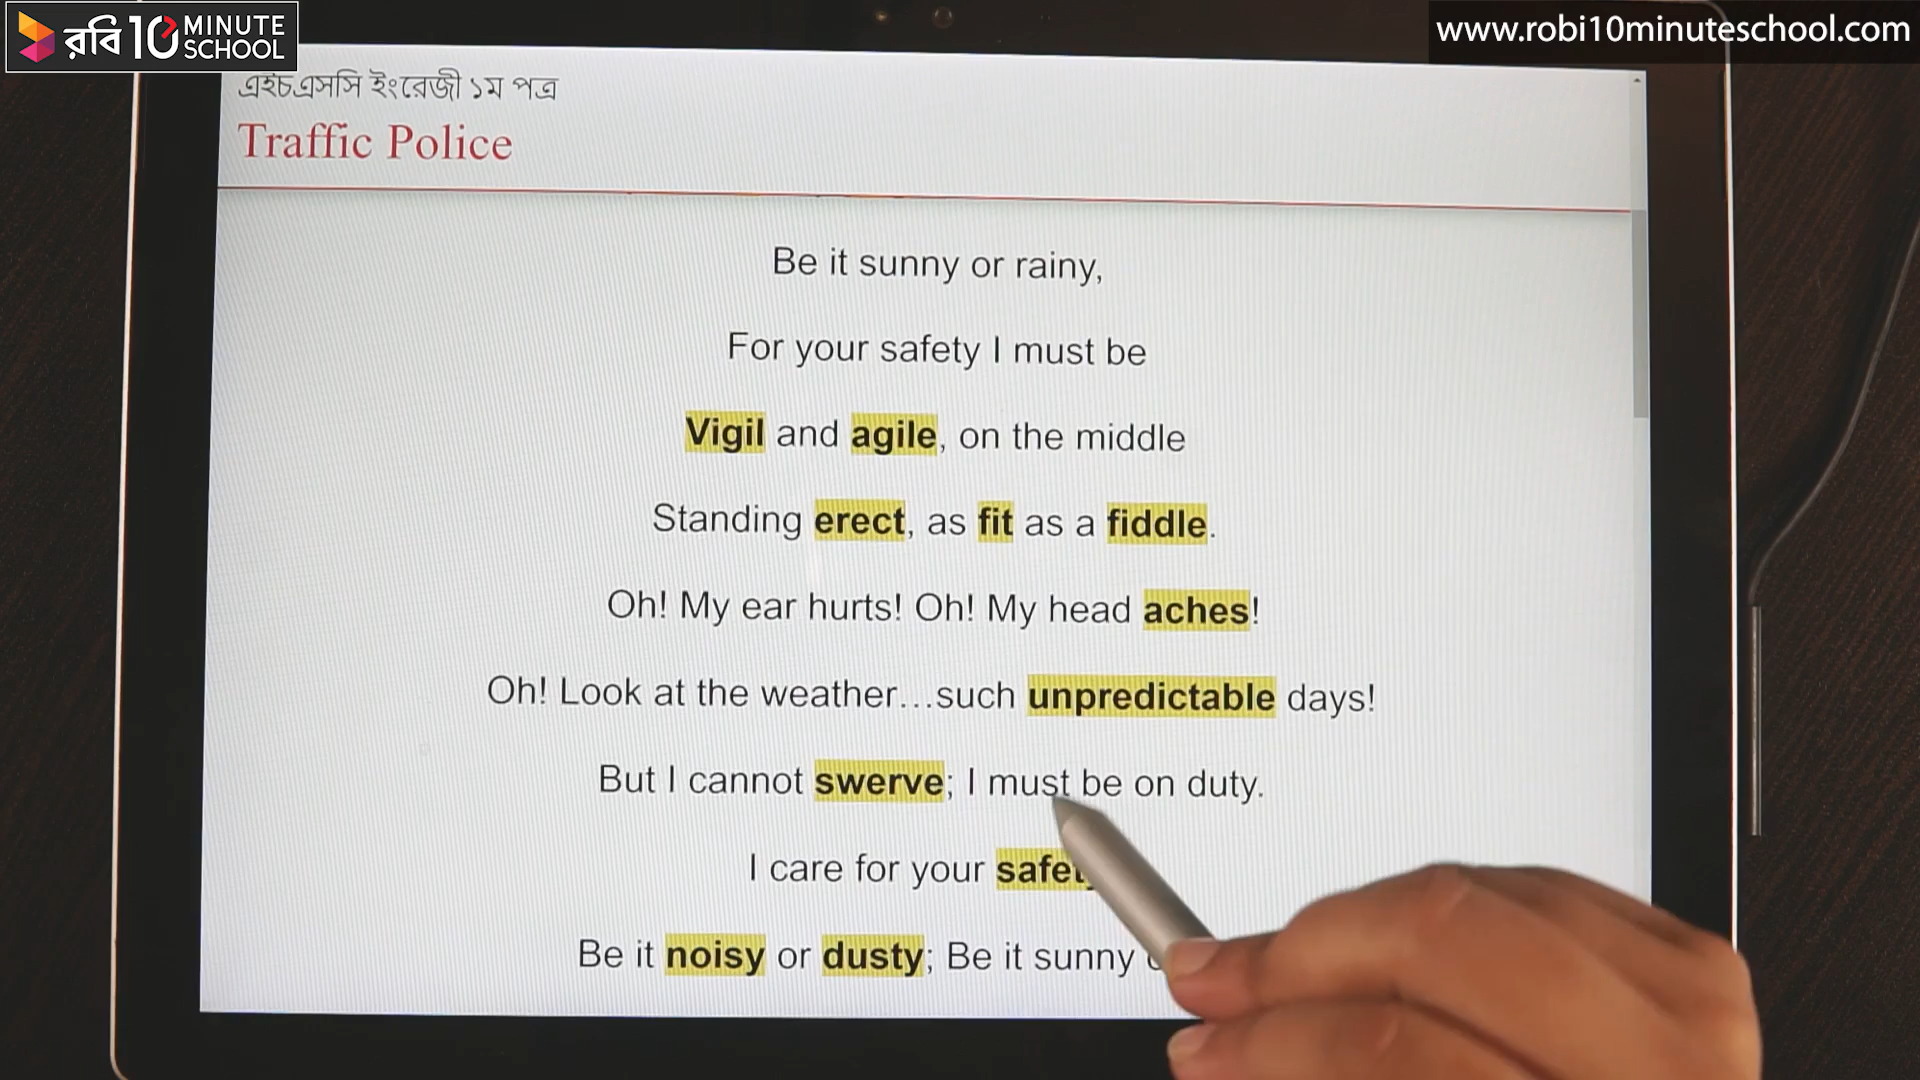 রবি 10 MINUTE SCHOOL
www.robi10minuteschool.com
এইচএসসি ইংরেজী ১ম পত্র
Traffic Police
Be it sunny or rainy,
For your safety I must be
Vigil and agile, on the middle
Standing erect, as fit as a fiddle.
Oh! My ear hurts! Oh! My head aches!
Oh! Look at the weather...such unpredictable days!
But I cannot swerve; I must be on duty.
I care for your safety
Be it noisy or dusty; Be it sunny